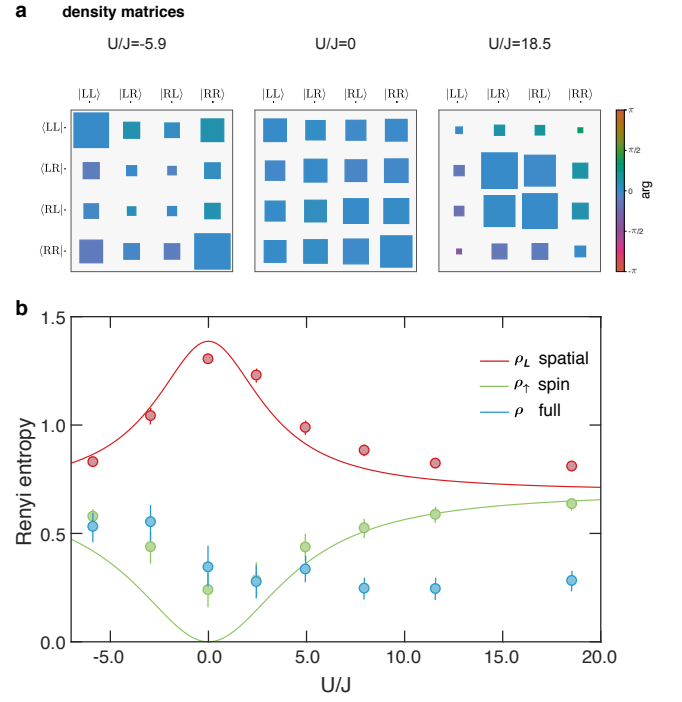 a density matrices
U/J=-5.9 U/J=0 U/J=18.5
|LL⟩ |LR⟩ |RL⟩ |RR⟩ |LL⟩ |LR⟩ |RL⟩ |RR⟩ |LL⟩ |LR⟩ |RL⟩ |RR⟩
⟨LL|
⟨LR|
⟨RL|
⟨RR|
π
π/2
0
-π/2
-π
arg
b
1.5
1.0
0.5
0.0
Renyi entropy
ρL spatial
ρ↑ spin
ρ full
-5.0 0.0 5.0 10.0 15.0 20.0
U/J